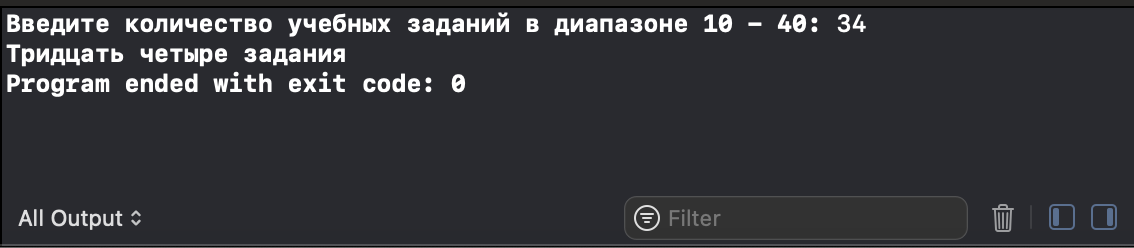 Введите количество учебных заданий в диапазоне 10 - 40: 34
Тридцать четыре задания
Program ended with exit code: 0
All Output
Filter